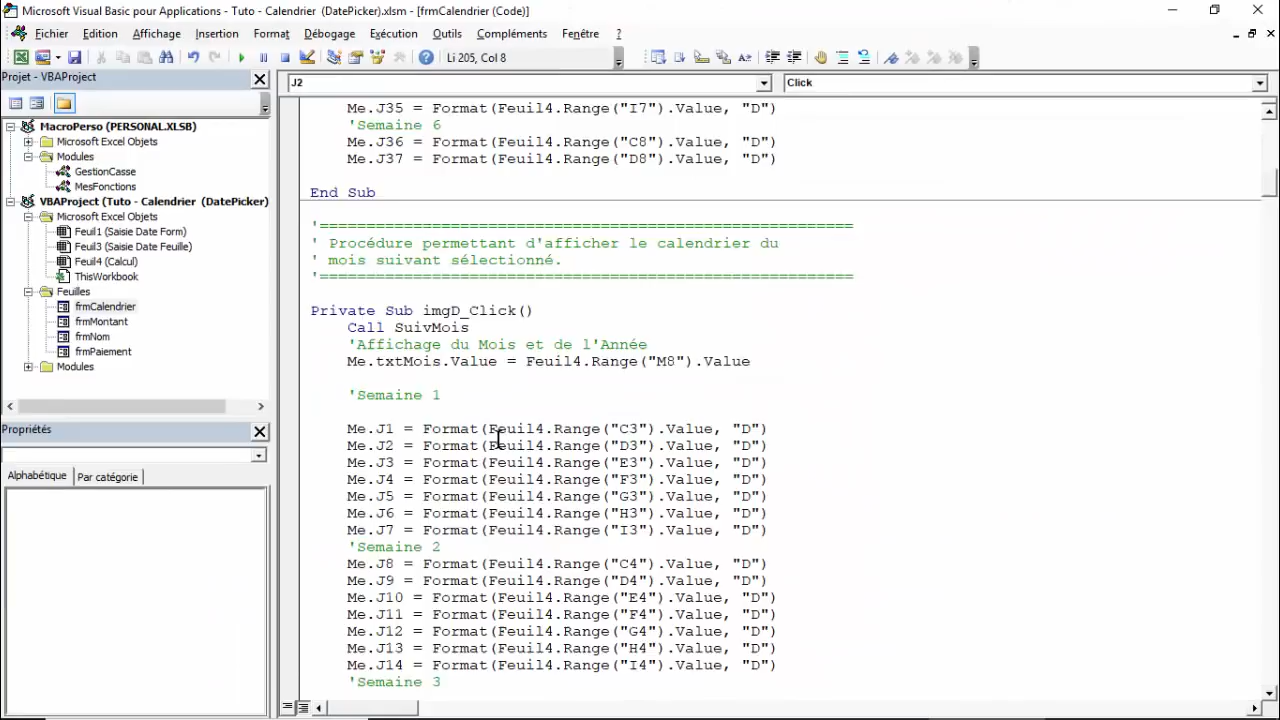 Microsoft Visual Basic pour Applications - Tuto - Calendrier (DatePicker).xlsm - [frmCalendrier (Code)]
Fichier Edition Affichage Insertion Format Débogage Exécution Outils Compléments Fenêtre ?
Li 205, Col 8
Projet - VBAProject
J2
Click
MacroPerso (PERSONAL.XLSB)
Microsoft Excel Objets
Modules
GestionCasse
MesFonctions
VBAProject (Tuto - Calendrier (DatePicker)
Microsoft Excel Objets
Feuil1 (Saisie Date Form)
Feuil3 (Saisie Date Feuille)
Feuil4 (Calcul)
ThisWorkbook
Feuilles
frmCalendrier
frmMontant
frmNom
frmPaiement
Modules
Propriétés
Alphabétique Par catégorie
Me.J35 = Format(Feuil4.Range("I7").Value, "D")
'Semaine 6
Me.J36 = Format(Feuil4.Range("C8").Value, "D")
Me.J37 = Format(Feuil4.Range("D8").Value, "D")
End Sub
'=========================================================
' Procédure permettant d'afficher le calendrier du
' mois suivant sélectionné.
'=========================================================
Private Sub imgD_Click()
Call SuivMois
'Affichage du Mois et de l'Année
Me.txtMois.Value = Feuil4.Range("M8").Value
'Semaine 1
Me.J1 = Format(Feuil4.Range("C3").Value, "D")
Me.J2 = Format(Feuil4.Range("D3").Value, "D")
Me.J3 = Format(Feuil4.Range("E3").Value, "D")
Me.J4 = Format(Feuil4.Range("F3").Value, "D")
Me.J5 = Format(Feuil4.Range("G3").Value, "D")
Me.J6 = Format(Feuil4.Range("H3").Value, "D")
Me.J7 = Format(Feuil4.Range("I3").Value, "D")
'Semaine 2
Me.J8 = Format(Feuil4.Range("C4").Value, "D")
Me.J9 = Format(Feuil4.Range("D4").Value, "D")
Me.J10 = Format(Feuil4.Range("E4").Value, "D")
Me.J11 = Format(Feuil4.Range("F4").Value, "D")
Me.J12 = Format(Feuil4.Range("G4").Value, "D")
Me.J13 = Format(Feuil4.Range("H4").Value, "D")
Me.J14 = Format(Feuil4.Range("I4").Value, "D")
'Semaine 3